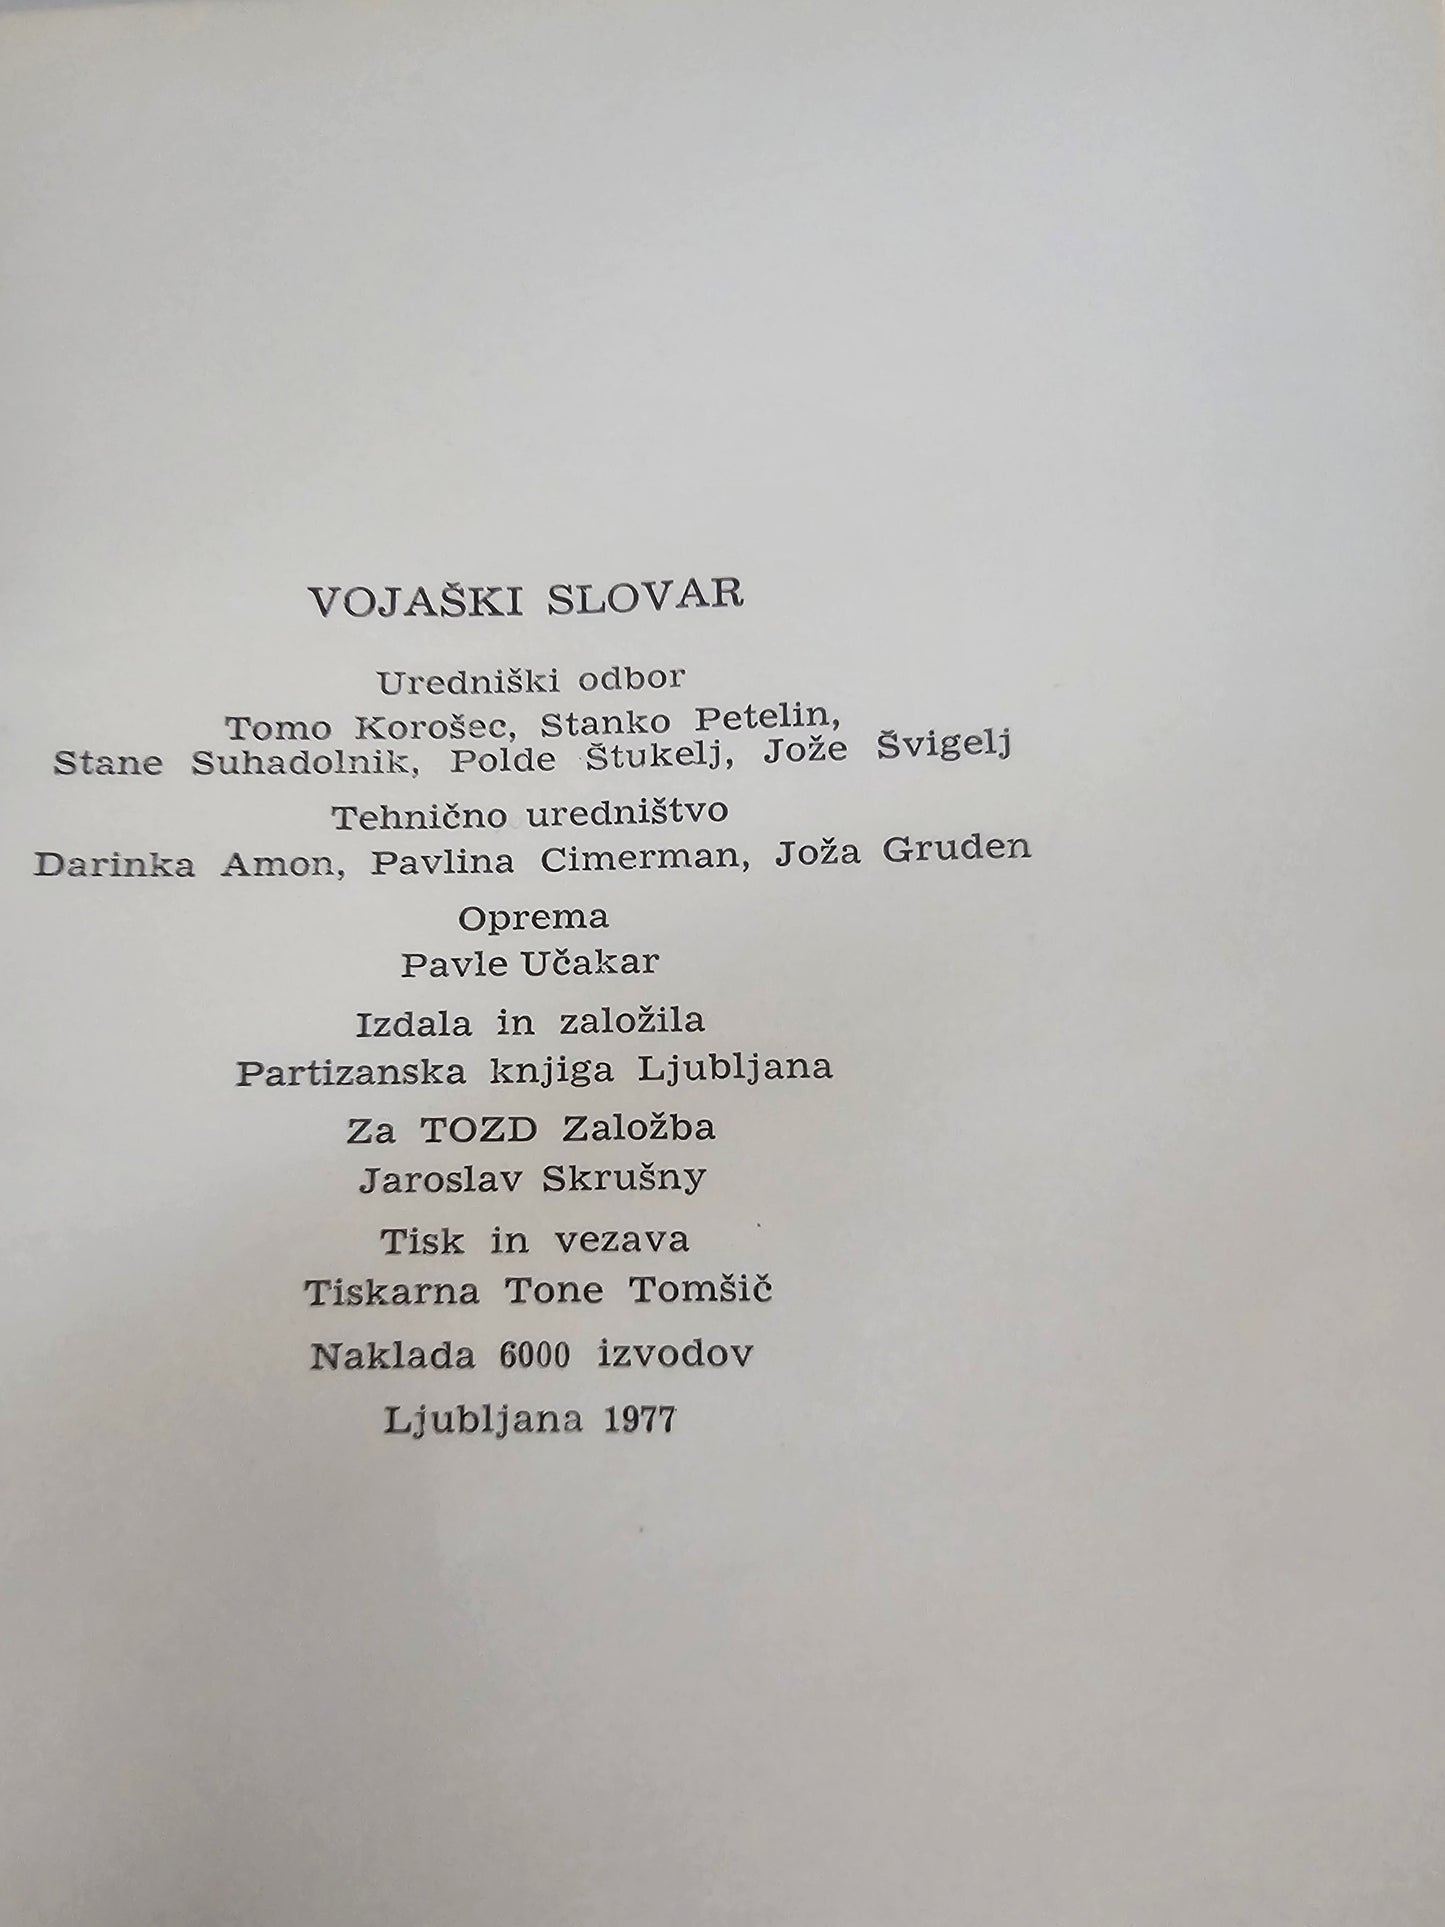 VOJAŠKI SLOVAR
Uredniški odbor
Tomo Korošec, Stanko Petelin,
Stane Suhadolnik, Polde Štukelj, Jože Švigelj
Tehnično uredništvo
Darinka Amon, Pavlina Cimerman, Joža Gruden
Oprema
Pavle Učakar
Izdala in založila
Partizanska knjiga Ljubljana
Za TOZD Založba
Jaroslav Skrušny
Tisk in vezava
Tiskarna Tone Tomšič
Naklada 6000 izvodov
Ljubljana 1977